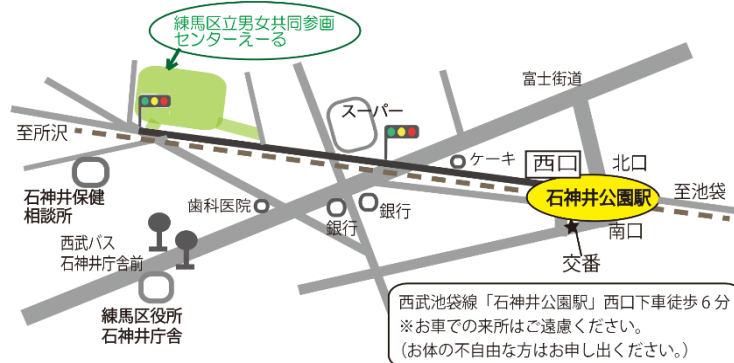 練馬区立男女共同参画
センターえーる
富士街道
スーパー
至所沢
ケーキ
西口
北口
石神井公園駅
至池袋
石神井保健
相談所
歯科医院
銀行
銀行
南口
交番
西武バス
石神井庁舎前
練馬区役所
石神井庁舎
西武池袋線「石神井公園駅」西口下車徒歩６分
※お車での来所はご遠慮ください。
(お体の不自由な方はお申し出ください。)